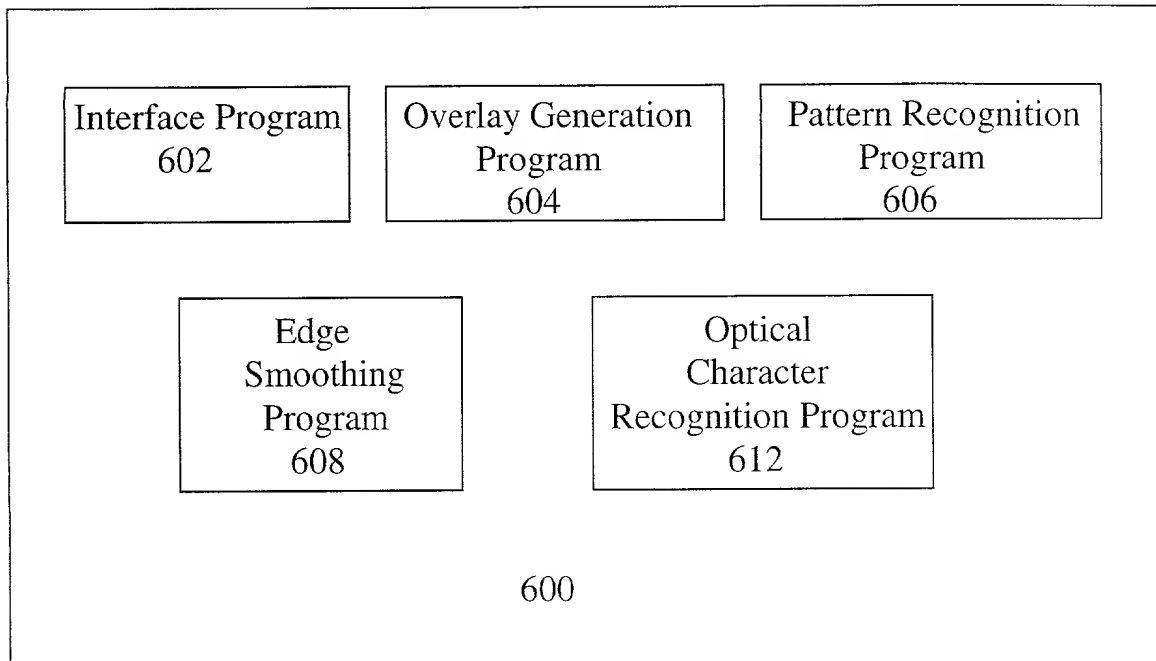 Interface Program
602
Overlay Generation
Program
604
Pattern Recognition
Program
606
Edge
Smoothing
Program
608
Optical
Character
Recognition Program
612
600